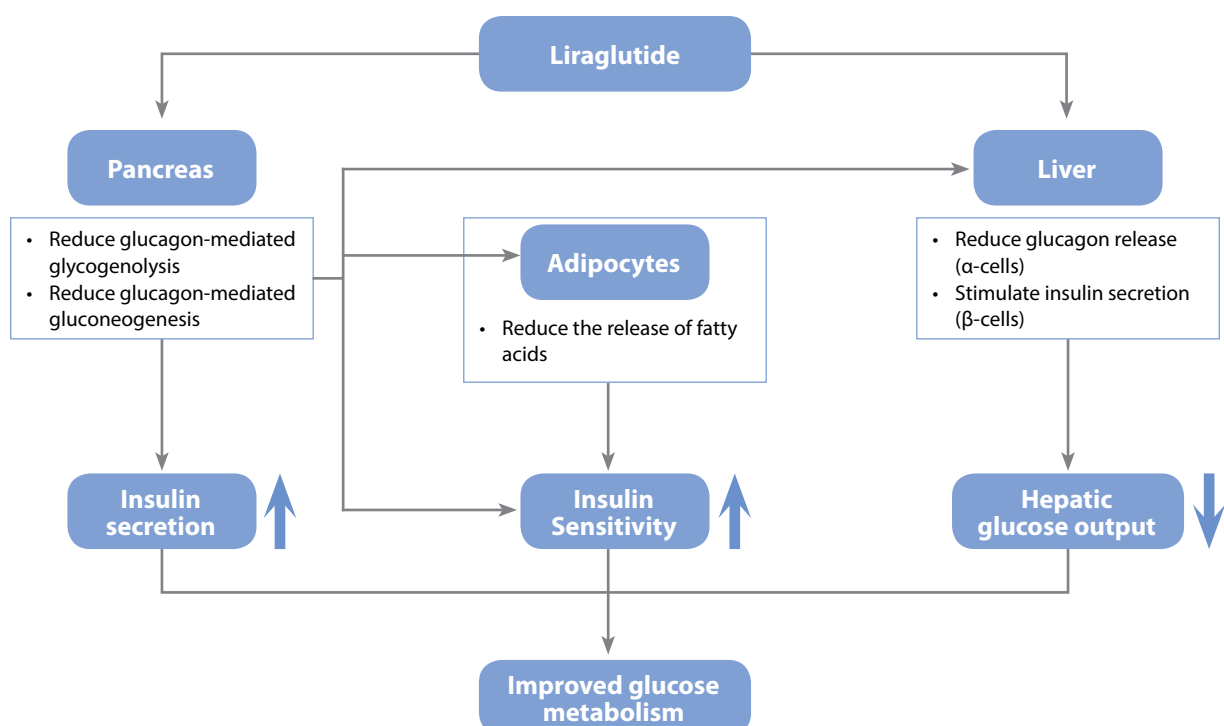 Liraglutide
Pancreas
Liver
• Reduce glucagon-mediated
glycogenolysis
• Reduce glucagon-mediated
gluconeogenesis
Adipocytes
• Reduce the release of fatty
acids
• Reduce glucagon release
(α-cells)
• Stimulate insulin secretion
(β-cells)
Insulin
secretion
Insulin
Sensitivity
Hepatic
glucose output
Improved glucose
metabolism